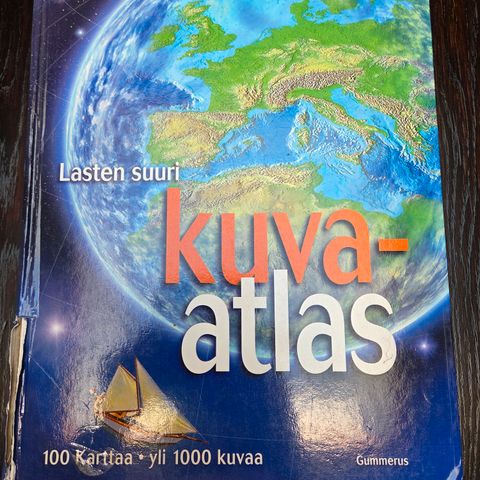 Lasten suuri
kuva-
atlas
100 Karttaa • yli 1000 kuvaa
Gummerus